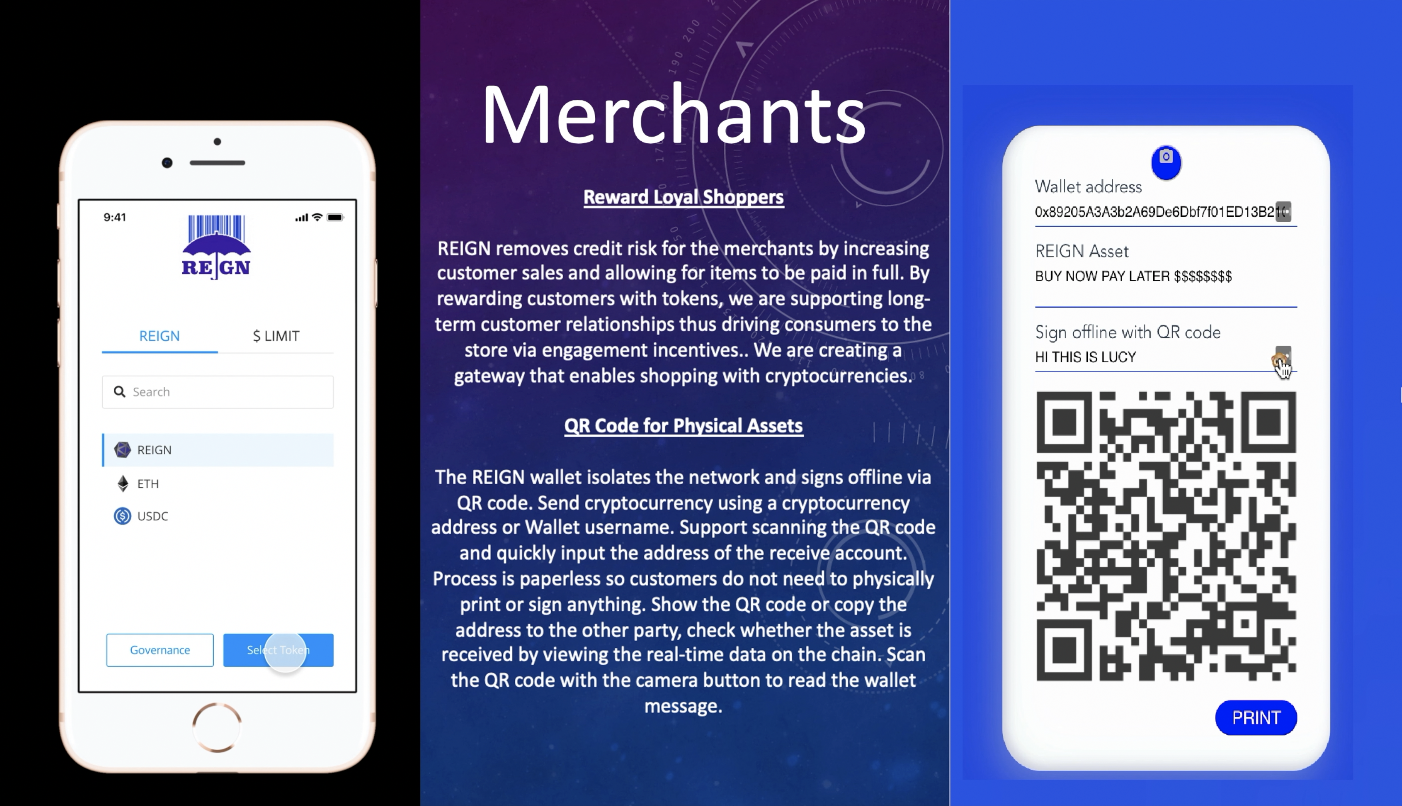 9:41
REIGN
REIGN
$ LIMIT
Search
REIGN
ETH
USDC
Governance
Select Token
Merchants
Reward Loyal Shoppers
REIGN removes credit risk for the merchants by increasing
customer sales and allowing for items to be paid in full. By
rewarding customers with tokens, we are supporting long-
term customer relationships thus driving consumers to the
store via engagement incentives.. We are creating a
gateway that enables shopping with cryptocurrencies.
QR Code for Physical Assets
The REIGN wallet isolates the network and signs offline via
QR code. Send cryptocurrency using a cryptocurrency
address or Wallet username. Support scanning the QR code
and quickly input the address of the receive account.
Process is paperless so customers do not need to physically
print or sign anything. Show the QR code or copy the
address to the other party, check whether the asset is
received by viewing the real-time data on the chain. Scan
the QR code with the camera button to read the wallet
message.
Wallet address
0x89205A3A3b2A69De6Dbf7f01ED13B21
REIGN Asset
BUY NOW PAY LATER $$$$$$$$
Sign offline with QR code
HI THIS IS LUCY
PRINT